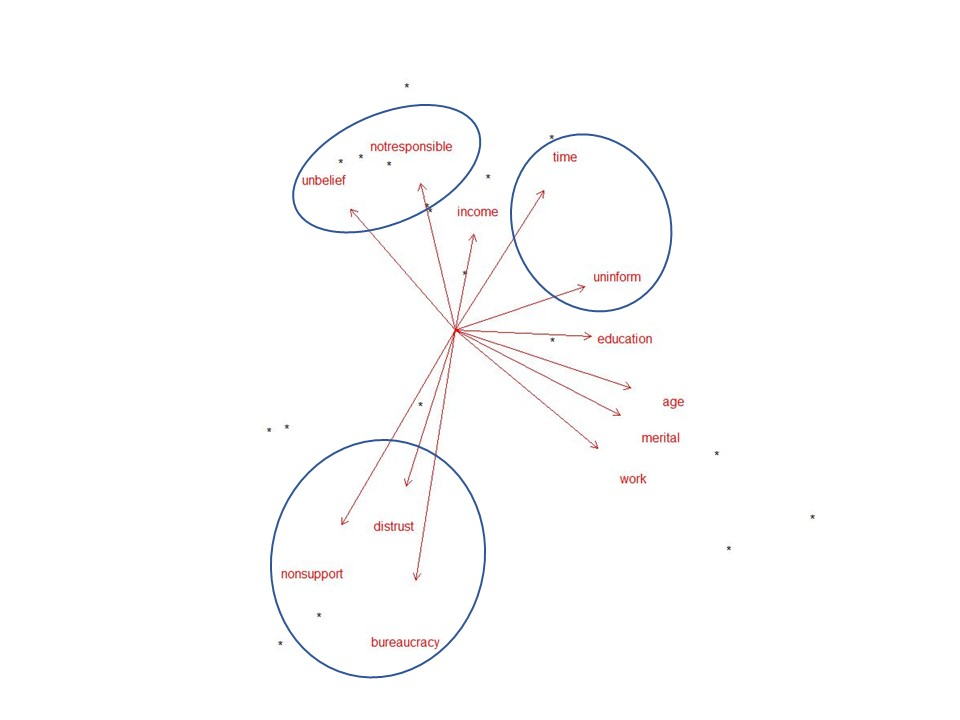 notresponsible
time
unbelief
income
uninform
education
age
merital
work
distrust
nonsupport
bureaucracy